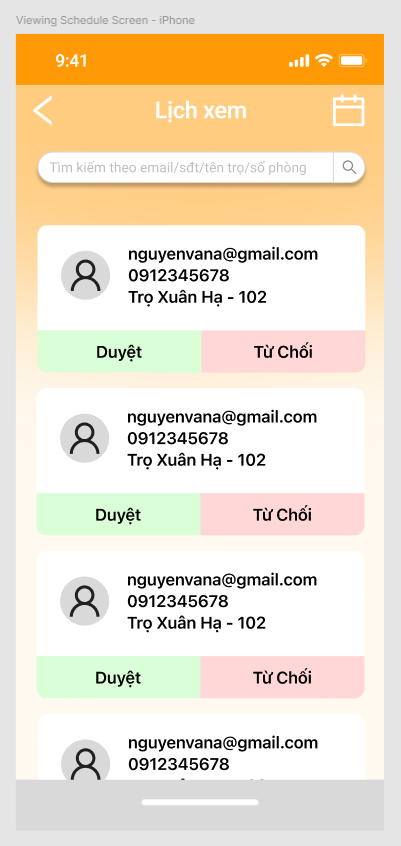 Viewing Schedule Screen - iPhone
9:41
Lịch xem
Tìm kiếm theo email/sđt/tên trọ/số phòng
nguyenvana@gmail.com
0912345678
Trọ Xuân Hạ - 102
Duyệt Từ Chối
nguyenvana@gmail.com
0912345678
Trọ Xuân Hạ - 102
Duyệt Từ Chối
nguyenvana@gmail.com
0912345678
Trọ Xuân Hạ - 102
Duyệt Từ Chối
nguyenvana@gmail.com
0912345678